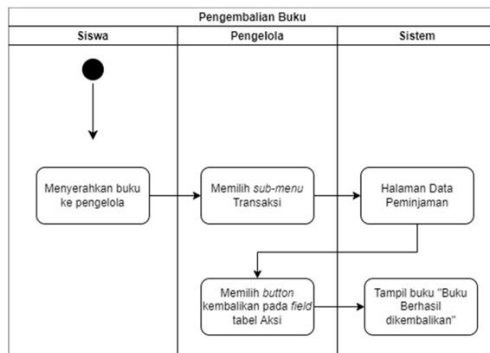 Pengembalian Buku
Siswa
Pengelola
Sistem
Menyerahkan buku
ke pengelola
Memilih sub-menu
Transaksi
Halaman Data
Peminjaman
Memilih button
kembalikan pada field
tabel Aksi
Tampil buku "Buku
Berhasil
dikembalikan"